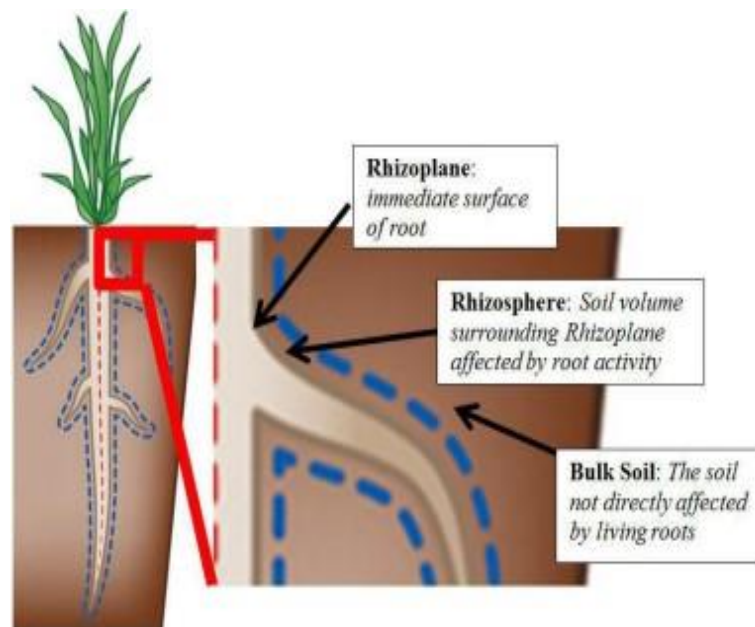 Rhizoplane:
immediate surface
of root
Rhizosphere: Soil volume
surrounding Rhizoplane
affected by root activity
Bulk Soil: The soil
not directly affected
by living roots